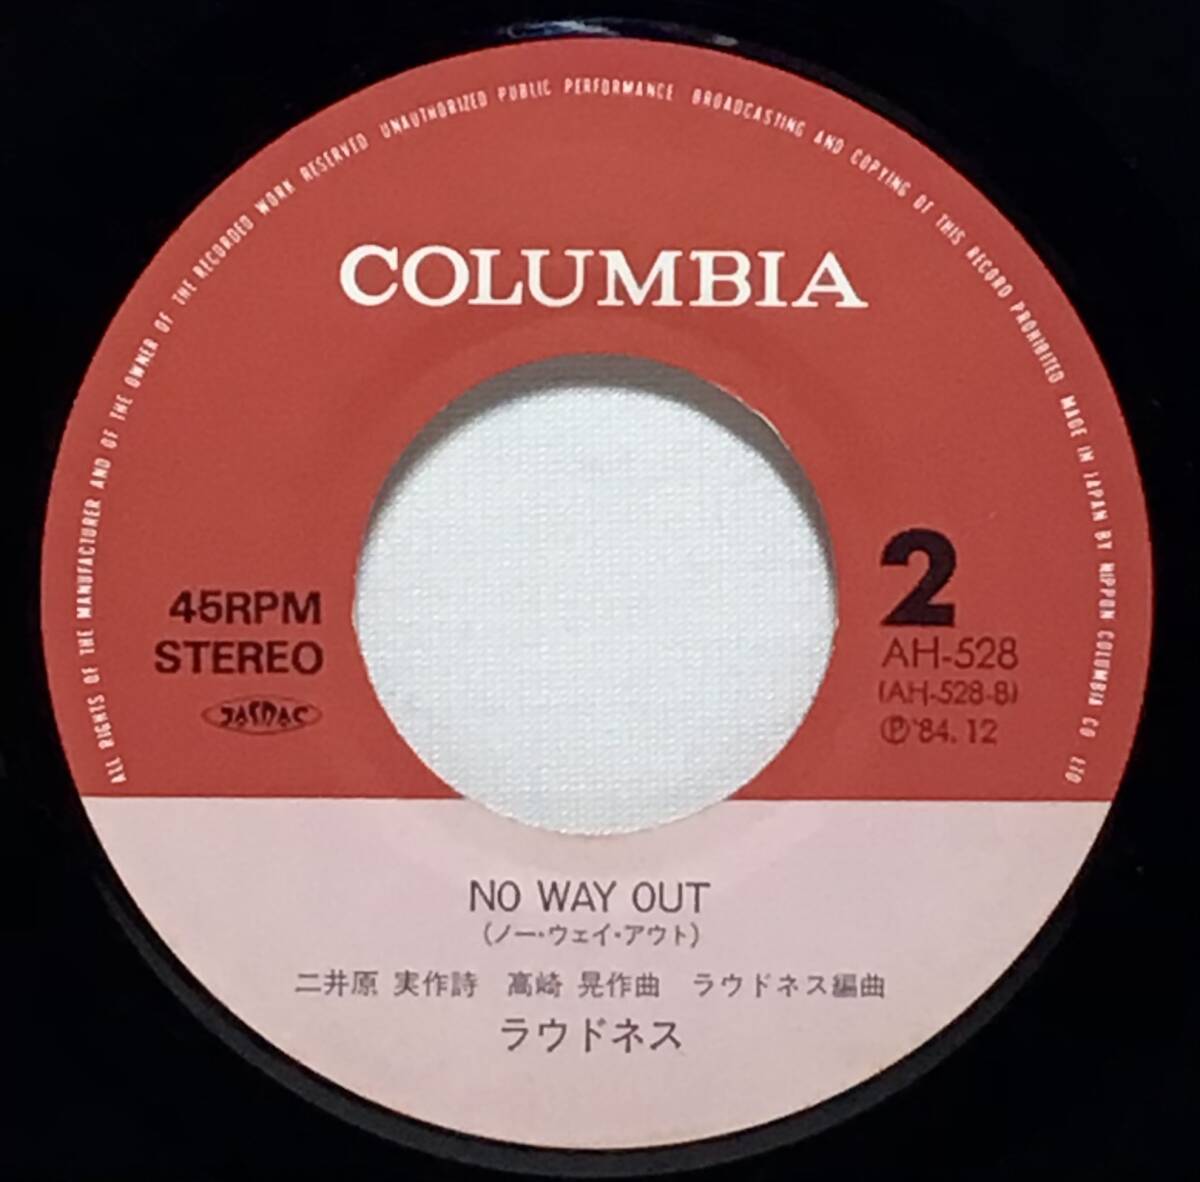 ALL RIGHTS OF THE MANUFACTURER AND OF THE OWNER OF THE RECORDED WORK RESERVED UNAUTHORIZED PUBLIC PERFORMANCE BROADCASTING AND COPYING OF THIS RECORD PROHIBITED MADE IN JAPAN BY NIPPON COLUMBIA CO LTD
COLUMBIA
45RPM
STEREO
JASRAC
2
AH-528
(AH-528-B)
Ⓟ'84.12
NO WAY OUT
(ノー・ウェイ・アウト)
二井原 実作詩 高崎 晃作曲 ラウドネス編曲
ラウドネス